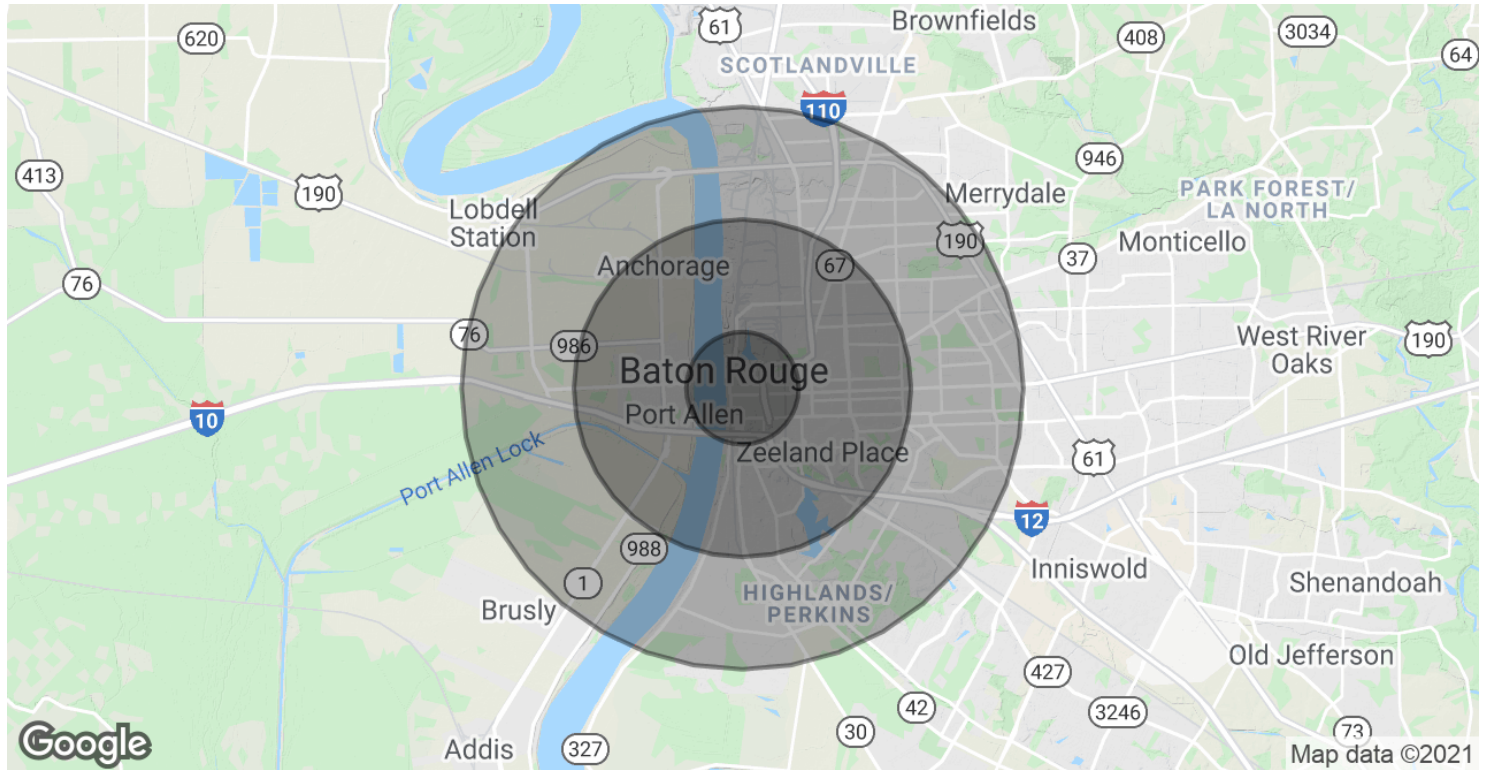 61
Brownfields
620
408
3034
64
SCOTLANDVILLE
110
946
413
190
Merrydale
PARK FOREST/
LA NORTH
Lobdell
Station
190
Monticello
37
Anchorage
67
76
76
986
West River
Oaks
190
Baton Rouge
10
Port Allen
Zeeland Place
61
Port Allen Lock
12
988
Inniswold
1
Shenandoah
Brusly
HIGHLANDS/
PERKINS
Old Jefferson
427
42
3246
30
73
Google
Addis
327
Map data ©2021